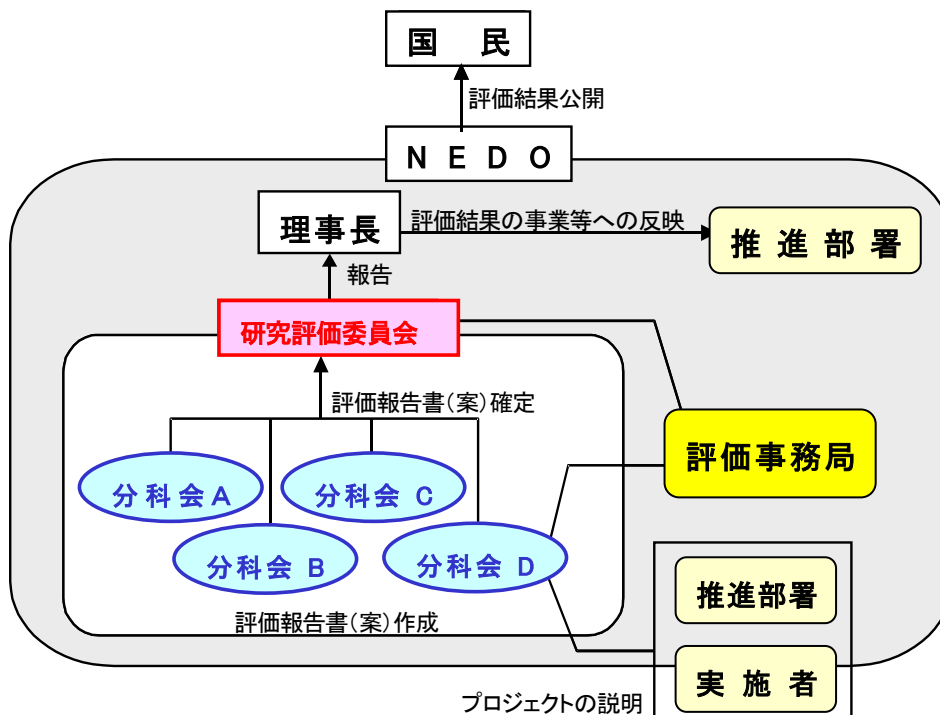 国 民
評価結果公開
N E D O
理事長
評価結果の事業等への反映
推 進 部 署
報告
研究評価委員会
評価報告書(案)確定
評価事務局
分科会A
分科会 C
分科会 B
分科会 D
推進部署
評価報告書(案)作成
実 施 者
プロジェクトの説明